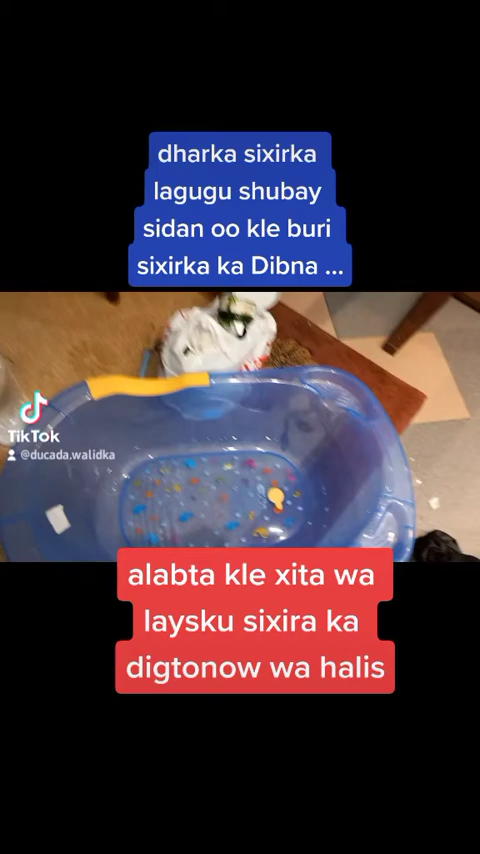 dharka sixirka
lagugu shubay
sidan oo kle buri
sixirka ka Dibna ...
TikTok
@ducada.walidka
alabta kle xita wa
laysku sixira ka
digtonow wa halis